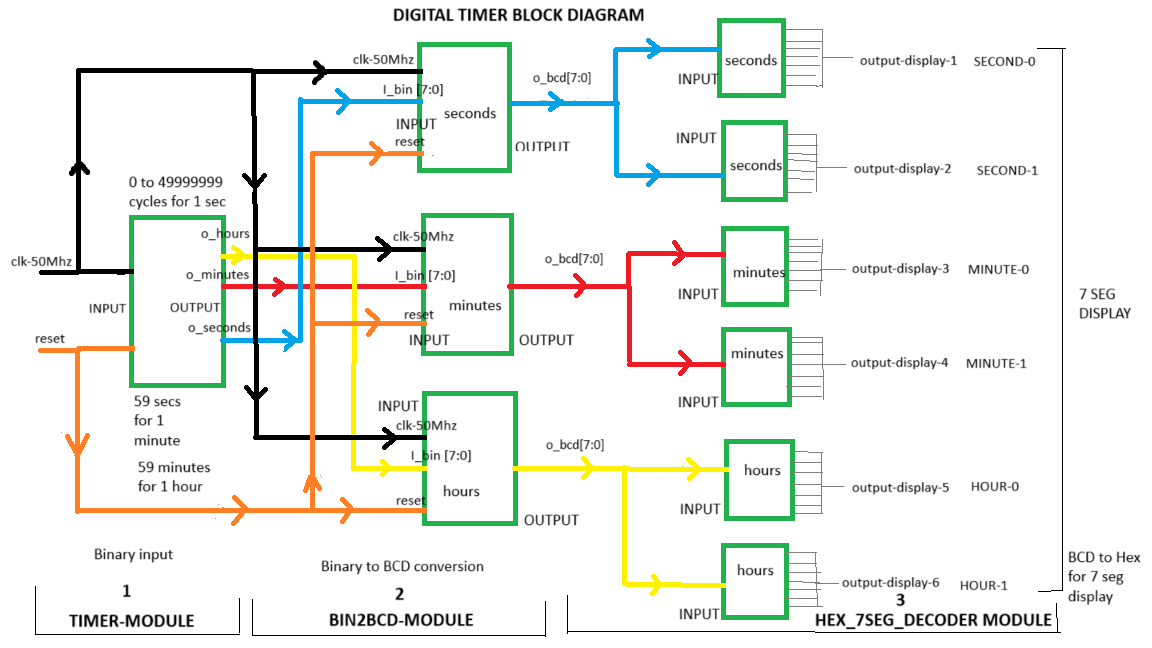 DIGITAL TIMER BLOCK DIAGRAM
clk-50Mhz
I_bin [7:0]
INPUT
reset
seconds
OUTPUT
o_bcd[7:0]
seconds
INPUT
output-display-1
SECOND-0
INPUT
seconds
output-display-2
SECOND-1
0 to 49999999
cycles for 1 sec
clk-50Mhz
INPUT
reset
o_hours
o_minutes
OUTPUT
o_seconds
59 secs
for 1
minute
59 minutes
for 1 hour
clk-50Mhz
I_bin [7:0]
minutes
reset
INPUT
OUTPUT
o_bcd[7:0]
minutes
INPUT
output-display-3
MINUTE-0
minutes
INPUT
output-display-4
MINUTE-1
7 SEG
DISPLAY
INPUT
clk-50Mhz
I_bin [7:0]
hours
reset
OUTPUT
o_bcd[7:0]
hours
INPUT
output-display-5
HOUR-0
hours
INPUT
output-display-6
HOUR-1
BCD to Hex
for 7 seg
display
Binary input
1
TIMER-MODULE
Binary to BCD conversion
2
BIN2BCD-MODULE
3
HEX_7SEG_DECODER MODULE